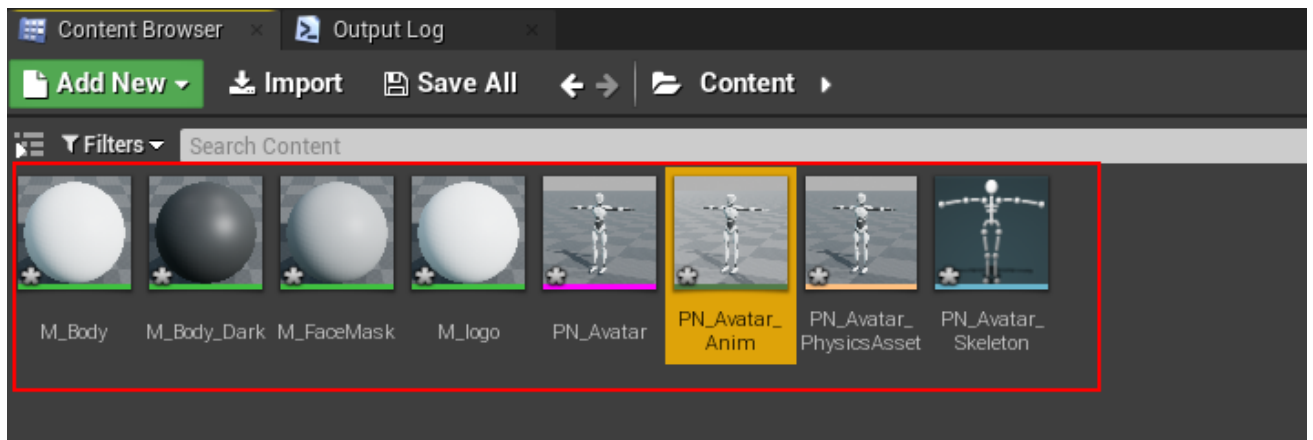 Content Browser
Output Log
Add New
Import
Save All
Content
Filters
Search Content
M_Body
M_Body_Dark
M_FaceMask
M_logo
PN_Avatar
PN_Avatar_
Anim
PN_Avatar_
PhysicsAsset
PN_Avatar_
Skeleton